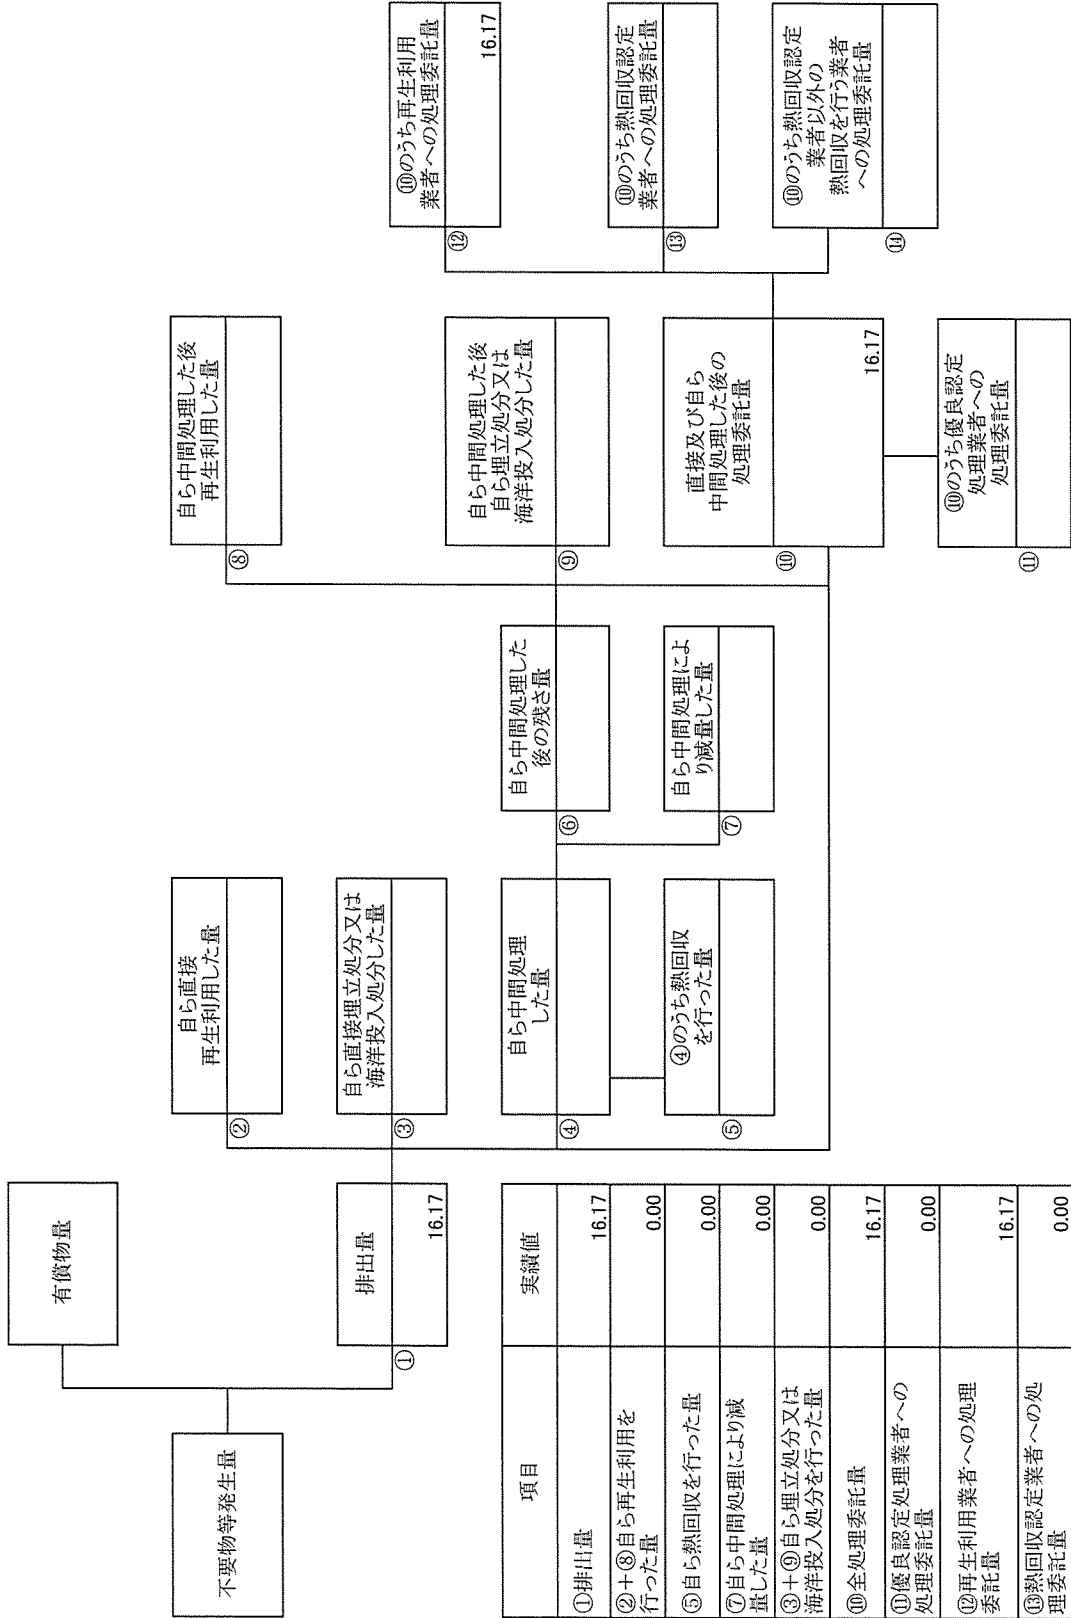 不要物等発生量
有償物量
排出量
①
16.17
②
自ら直接
再生利用した量
③
自ら直接埋立処分又は
海洋投入処分した量
④
自ら中間処理
した量
⑤
④のうち熱回収
を行った量
⑥
自ら中間処理した
後の残さ量
⑦
自ら中間処理によ
り減量した量
⑧
自ら中間処理した後
再生利用した量
⑨
自ら中間処理した後
自ら埋立処分又は
海洋投入処分した量
⑩
直接及び自ら
中間処理した後の
処理委託量
16.17
⑪
⑩のうち優良認定
処理業者への
処理委託量
⑫
⑩のうち再生利用
業者への処理委託量
16.17
⑬
⑩のうち熱回収認定
業者への処理委託量
⑭
⑩のうち熱回収認定
業者以外の
熱回収を行う業者
への処理委託量
項目 実績値
①排出量 16.17
②+⑧自ら再生利用を
行った量 0.00
⑤自ら熱回収を行った量 0.00
⑦自ら中間処理により減
量した量 0.00
③+⑨自ら埋立処分又は
海洋投入処分を行った量 0.00
⑩全処理委託量 16.17
⑪優良認定処理業者への
処理委託量 0.00
⑫再生利用業者への処理
委託量 16.17
⑬熱回収認定業者への処
理委託量 0.00